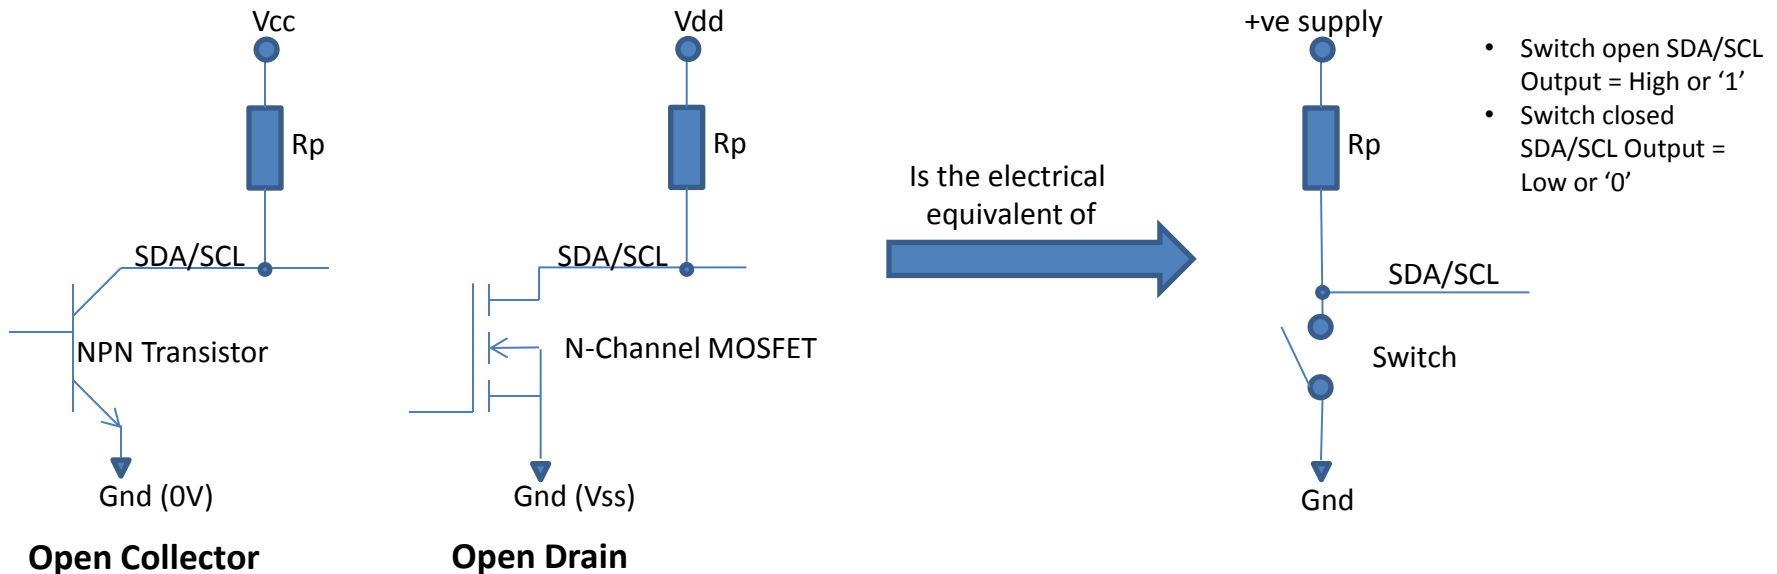 Vcc
Rp
SDA/SCL
NPN Transistor
Gnd (0V)
Open Collector
Vdd
Rp
SDA/SCL
N-Channel MOSFET
Gnd (Vss)
Open Drain
Is the electrical
equivalent of
+ve supply
Rp
SDA/SCL
Switch
Gnd
• Switch open SDA/SCL
Output = High or ‘1’
• Switch closed
SDA/SCL Output =
Low or ‘0’